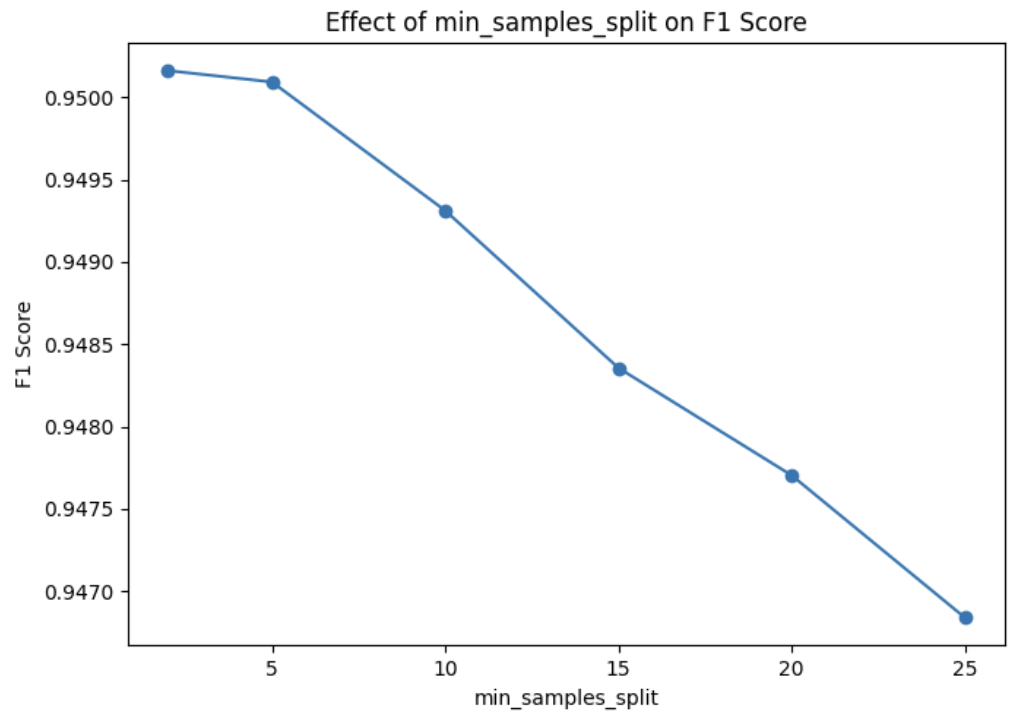 Effect of min_samples_split on F1 Score
F1 Score
0.9500
0.9495
0.9490
0.9485
0.9480
0.9475
0.9470
5 10 15 20 25
min_samples_split